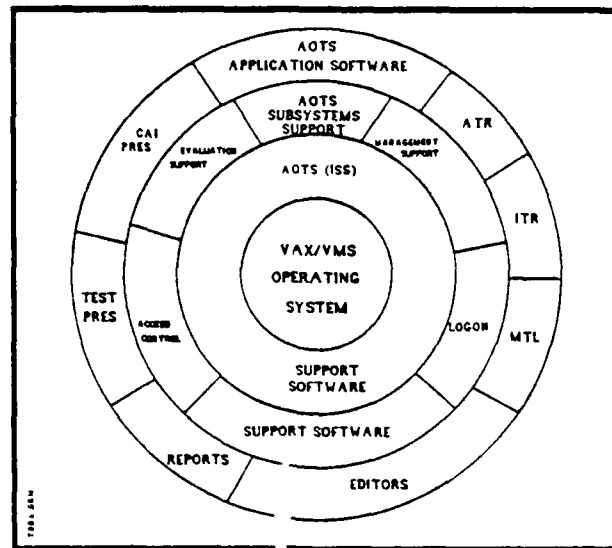 AOTS
APPLICATION SOFTWARE
CAI
PRES
AOTS
SUBSYSTEMS
SUPPORT
ATR
EVALUATION
SUPPORT
MANAGEMENT
SUPPORT
AOTS (ISS)
ITR
VAX/VMS
OPERATING
SYSTEM
TEST
PRES
ACCESS
CONTROL
LOGON
MTL
SUPPORT
SOFTWARE
SUPPORT SOFTWARE
REPORTS
EDITORS